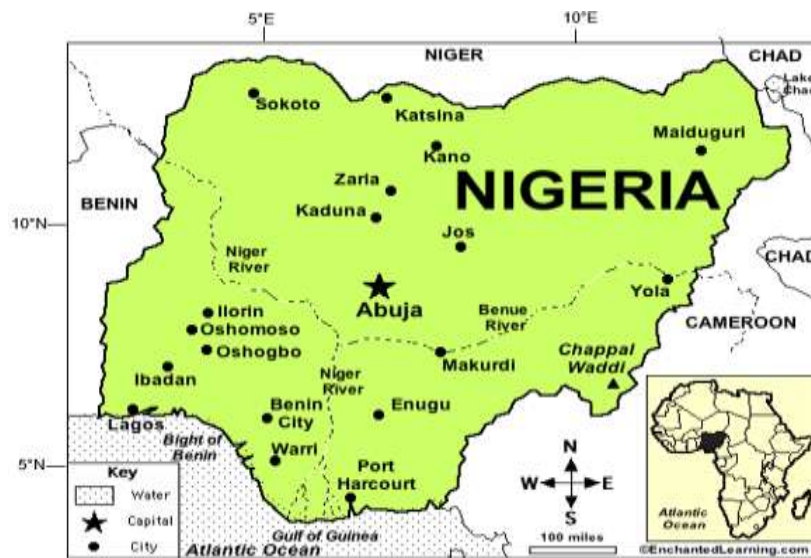 5°E
10°E
NIGER
CHAD
Lake
Chad
Sokoto
Katsina
Maiduguri
Kano
Zaria
BENIN
NIGERIA
Kaduna
10°N
Jos
Niger
River
CHAD
Yola
Abuja
Benue
River
Ilorin
Oshomoso
Oshogbo
CAMEROON
Chappal
Waddi
Makurdi
Niger
River
Ibadan
Benin
City
Enugu
Lagos
Bight of
Benin
Warri
Port
Harcourt
N
W
E
S
5°N
Key
Water
Capital
City
Gulf of Guinea
Atlantic Ocean
100 miles
Atlantic
Ocean
©EnchantedLearning.com